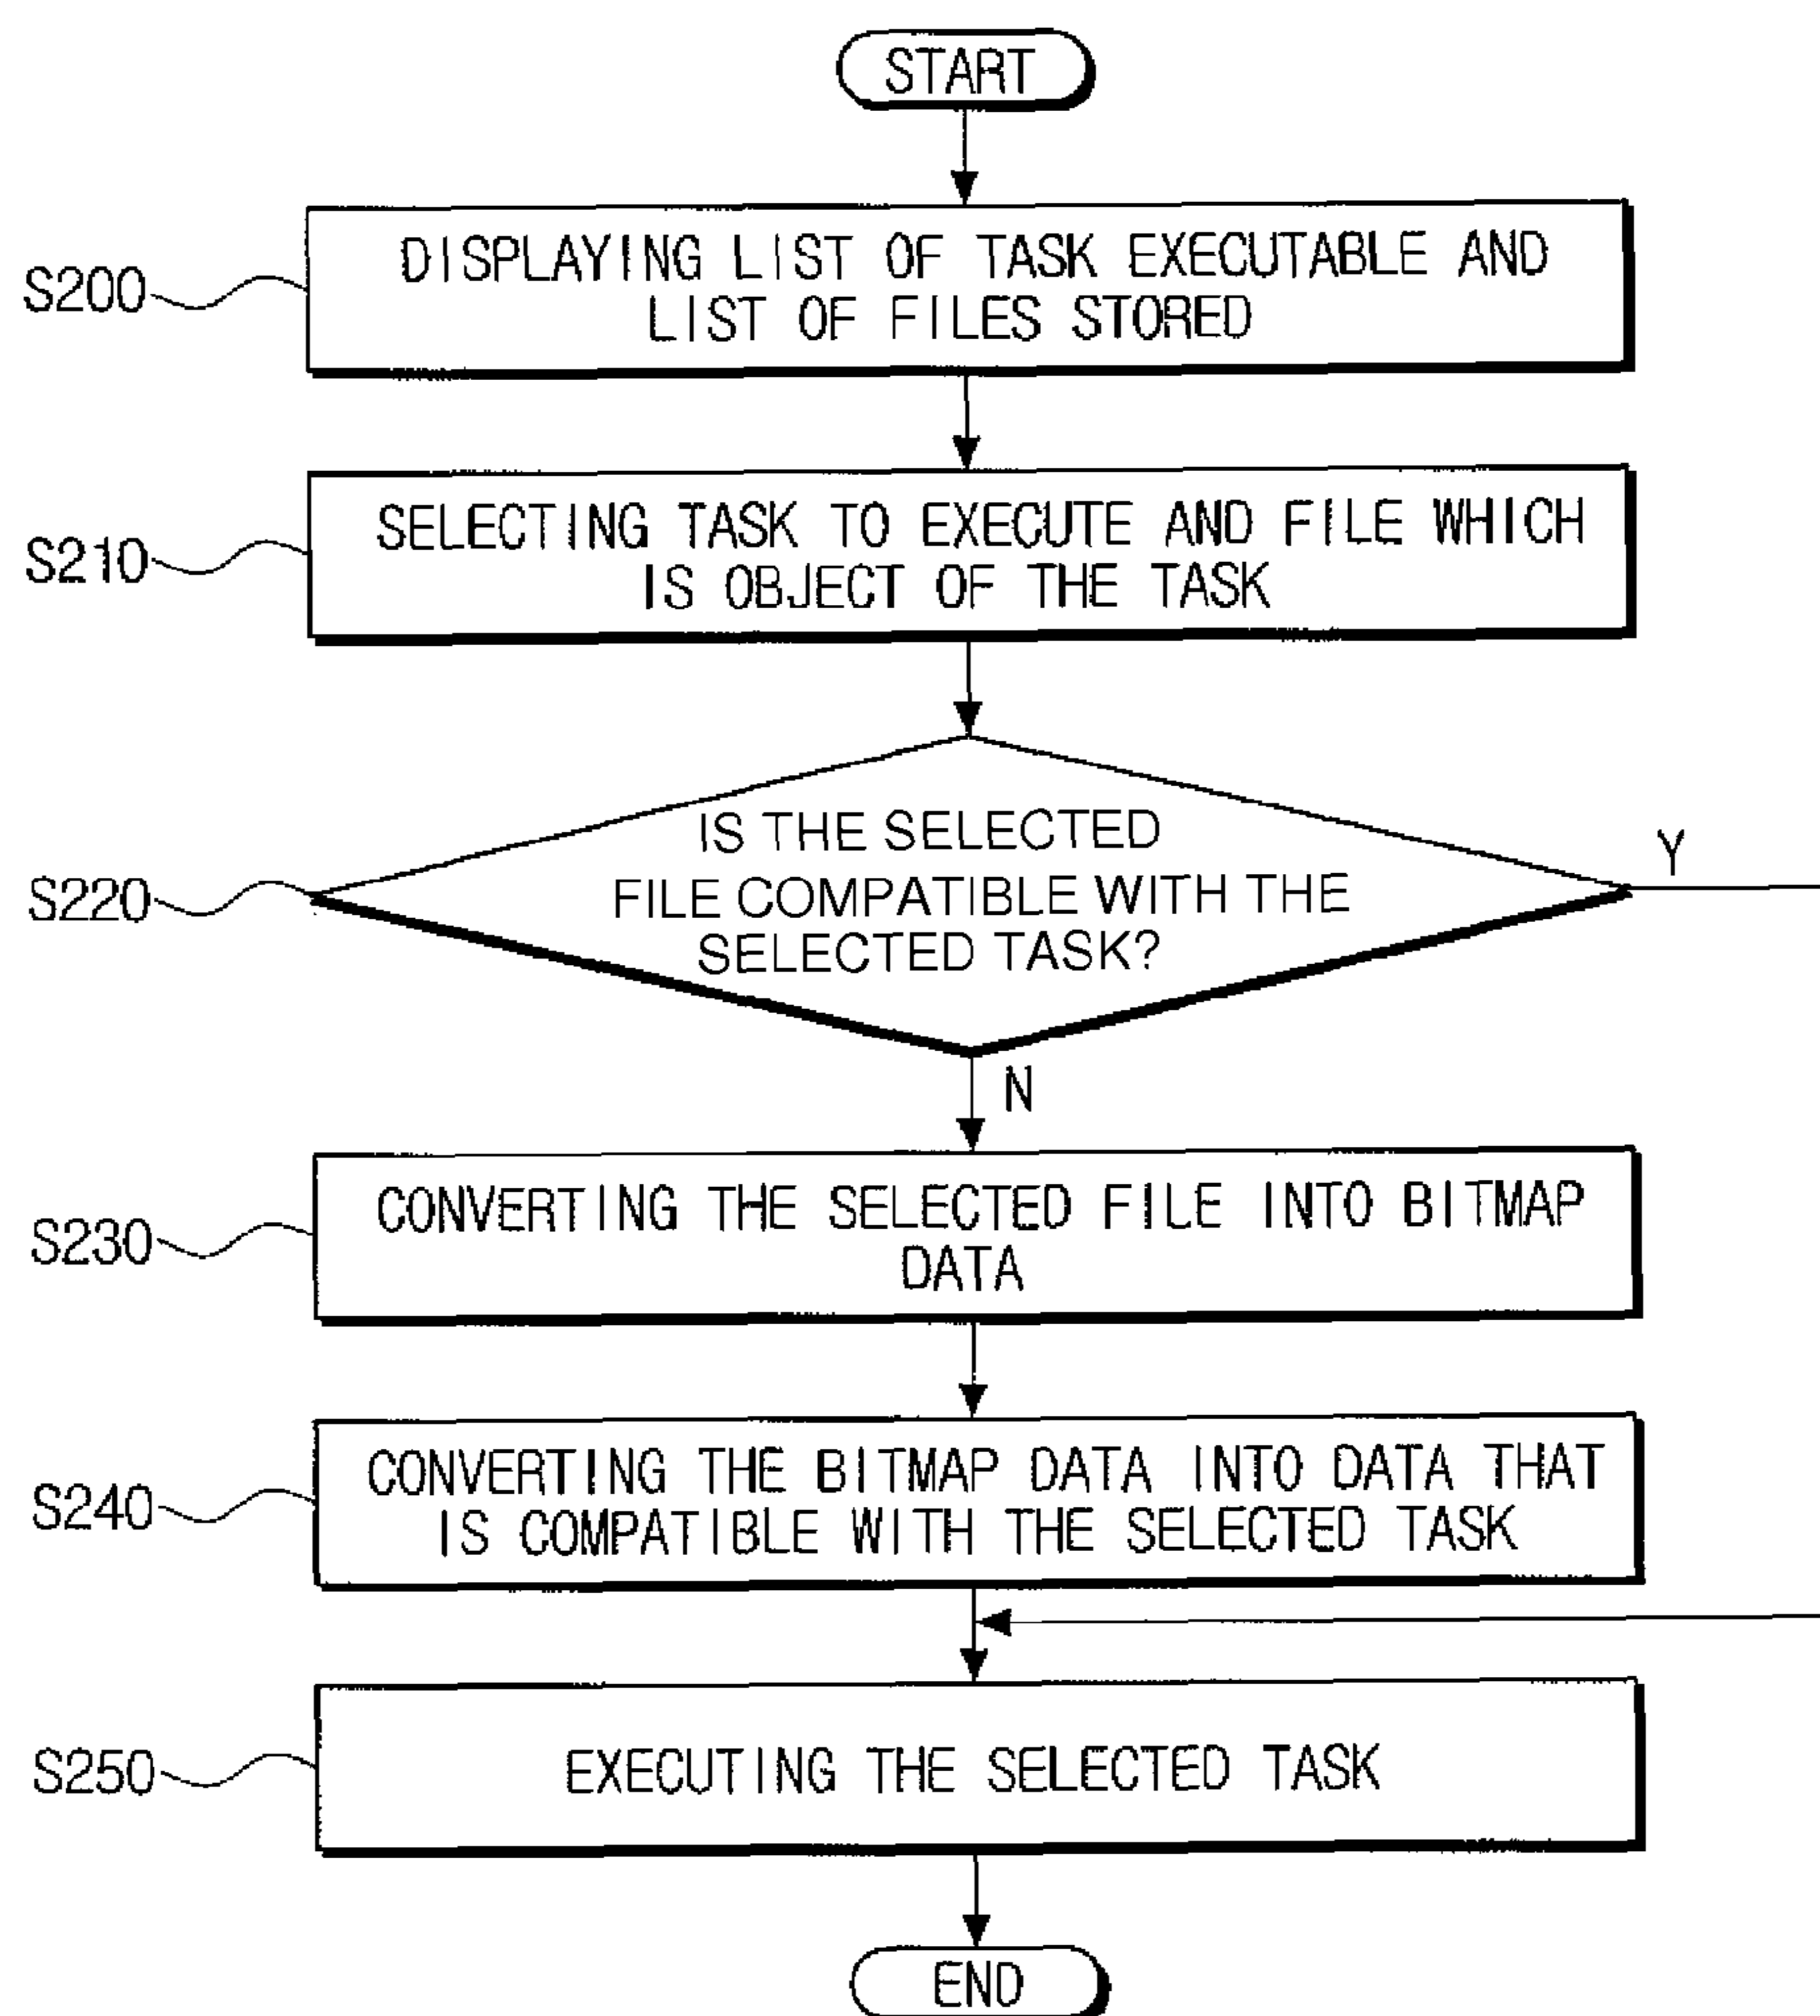 START
S200
DISPLAYING LIST OF TASK EXECUTABLE AND
LIST OF FILES STORED
S210
SELECTING TASK TO EXECUTE AND FILE WHICH
IS OBJECT OF THE TASK
S220
IS THE SELECTED
FILE COMPATIBLE WITH THE
SELECTED TASK?
Y
N
S230
CONVERTING THE SELECTED FILE INTO BITMAP
DATA
S240
CONVERTING THE BITMAP DATA INTO DATA THAT
IS COMPATIBLE WITH THE SELECTED TASK
S250
EXECUTING THE SELECTED TASK
END